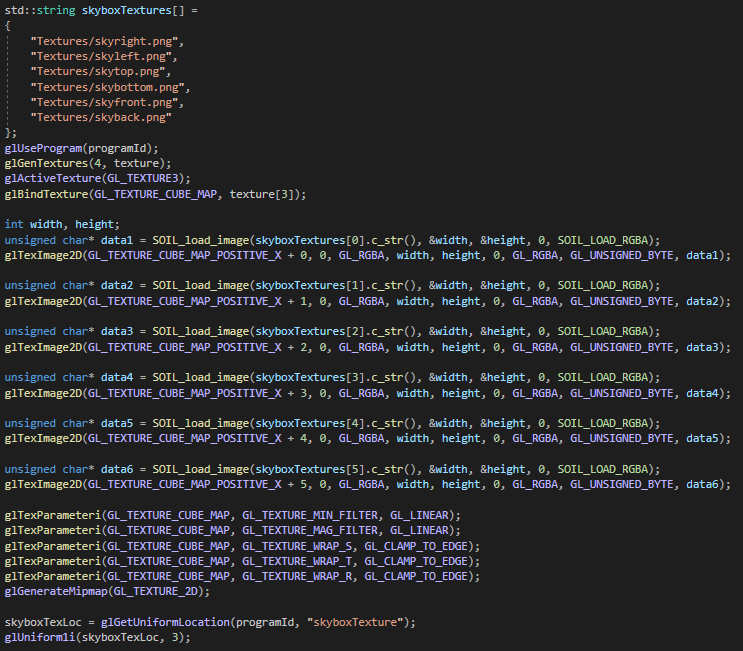 std::string skyboxTextures[] =
{
"Textures/skyright.png",
"Textures/skyleft.png",
"Textures/skytop.png",
"Textures/skybottom.png",
"Textures/skyfront.png",
"Textures/skyback.png"
};
glUseProgram(programId);
glGenTextures(4, texture);
glActiveTexture(GL_TEXTURE3);
glBindTexture(GL_TEXTURE_CUBE_MAP, texture[3]);
int width, height;
unsigned char* data1 = SOIL_load_image(skyboxTextures[0].c_str(), &width, &height, 0, SOIL_LOAD_RGBA);
glTexImage2D(GL_TEXTURE_CUBE_MAP_POSITIVE_X + 0, 0, GL_RGBA, width, height, 0, GL_RGBA, GL_UNSIGNED_BYTE, data1);
unsigned char* data2 = SOIL_load_image(skyboxTextures[1].c_str(), &width, &height, 0, SOIL_LOAD_RGBA);
glTexImage2D(GL_TEXTURE_CUBE_MAP_POSITIVE_X + 1, 0, GL_RGBA, width, height, 0, GL_RGBA, GL_UNSIGNED_BYTE, data2);
unsigned char* data3 = SOIL_load_image(skyboxTextures[2].c_str(), &width, &height, 0, SOIL_LOAD_RGBA);
glTexImage2D(GL_TEXTURE_CUBE_MAP_POSITIVE_X + 2, 0, GL_RGBA, width, height, 0, GL_RGBA, GL_UNSIGNED_BYTE, data3);
unsigned char* data4 = SOIL_load_image(skyboxTextures[3].c_str(), &width, &height, 0, SOIL_LOAD_RGBA);
glTexImage2D(GL_TEXTURE_CUBE_MAP_POSITIVE_X + 3, 0, GL_RGBA, width, height, 0, GL_RGBA, GL_UNSIGNED_BYTE, data4);
unsigned char* data5 = SOIL_load_image(skyboxTextures[4].c_str(), &width, &height, 0, SOIL_LOAD_RGBA);
glTexImage2D(GL_TEXTURE_CUBE_MAP_POSITIVE_X + 4, 0, GL_RGBA, width, height, 0, GL_RGBA, GL_UNSIGNED_BYTE, data5);
unsigned char* data6 = SOIL_load_image(skyboxTextures[5].c_str(), &width, &height, 0, SOIL_LOAD_RGBA);
glTexImage2D(GL_TEXTURE_CUBE_MAP_POSITIVE_X + 5, 0, GL_RGBA, width, height, 0, GL_RGBA, GL_UNSIGNED_BYTE, data6);
glTexParameteri(GL_TEXTURE_CUBE_MAP, GL_TEXTURE_MIN_FILTER, GL_LINEAR);
glTexParameteri(GL_TEXTURE_CUBE_MAP, GL_TEXTURE_MAG_FILTER, GL_LINEAR);
glTexParameteri(GL_TEXTURE_CUBE_MAP, GL_TEXTURE_WRAP_S, GL_CLAMP_TO_EDGE);
glTexParameteri(GL_TEXTURE_CUBE_MAP, GL_TEXTURE_WRAP_T, GL_CLAMP_TO_EDGE);
glTexParameteri(GL_TEXTURE_CUBE_MAP, GL_TEXTURE_WRAP_R, GL_CLAMP_TO_EDGE);
glGenerateMipmap(GL_TEXTURE_2D);
skyboxTexLoc = glGetUniformLocation(programId, "skyboxTexture");
glUniform1i(skyboxTexLoc, 3);